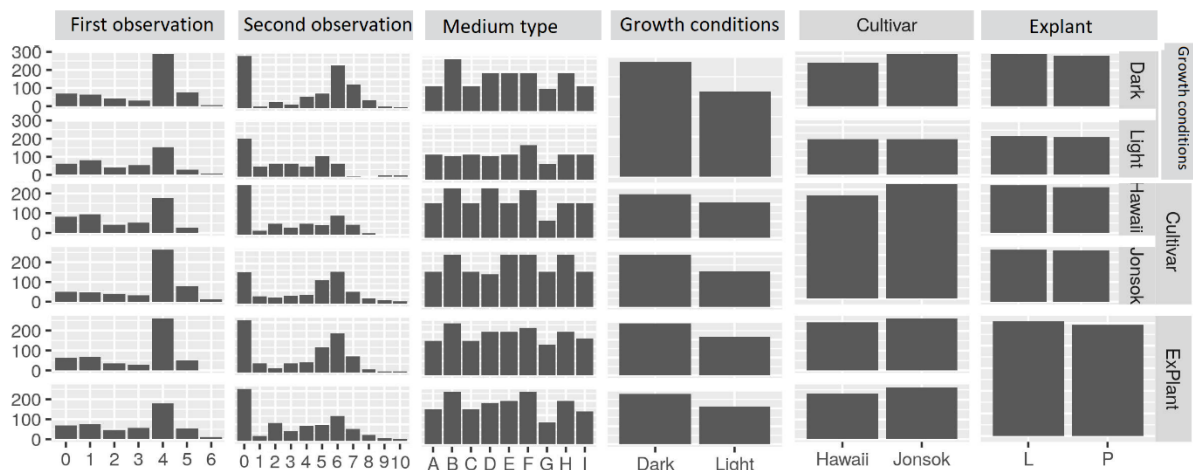 First observation Second observation Medium type Growth conditions Cultivar Explant
300
200
100
0
Dark
Growth conditions
300
200
100
0
Light
200
100
0
Hawaii
Cultivar
200
100
0
Jonsok
200
100
0
ExPlant
200
100
0
0 1 2 3 4 5 6 0 1 2 3 4 5 6 7 8 9 10 A B C D E F G H I Dark Light Hawaii Jonsok L P